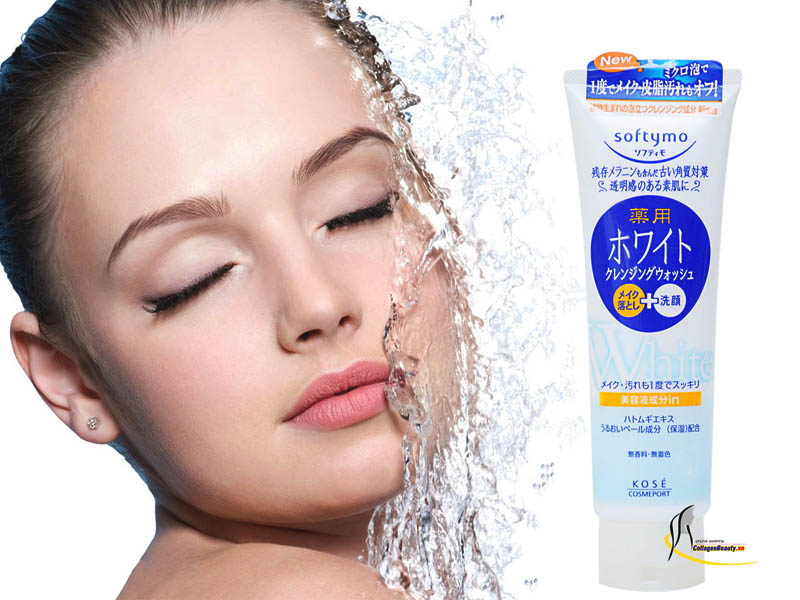 New
ミクロ泡で
1度でメイク・皮脂汚れもオフ!
softymo
ソフティモ
残存メラニンも含んだ古い角質対策
透明感のある素肌に
薬用
ホワイト
クレンジングウォッシュ
メイク
落とし
+
洗顔
White
メイク・汚れも1度でスッキリ
美容液成分in
ハトムギエキス
うるおいベール成分 (保湿)配合
無香料・無着色
KOSÉ
COSMEPORT
CollagenBeauty.vn